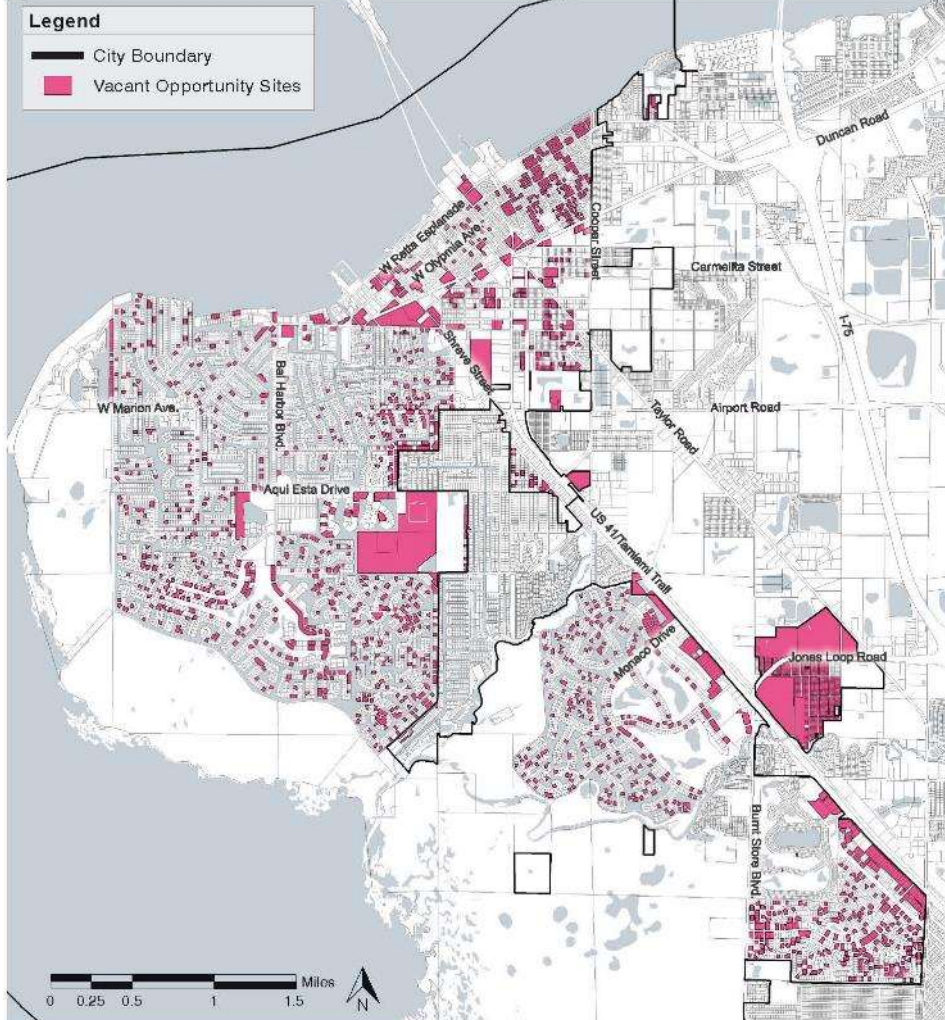 Legend
City Boundary
Vacant Opportunity Sites
Duncan Road
Cooper Street
W Retta Esplanade
W Olypmia Ave
Carmelita Street
I-75
Shreve Street
Bal Harbor Blvd
W Marion Ave.
Airport Road
Taylor Road
Aqui Esta Drive
US 41/Tamiami Trail
Monaco Drive
Jones Loop Road
Burnt Store Blvd
Miles
0 0.25 0.5 1 1.5
N